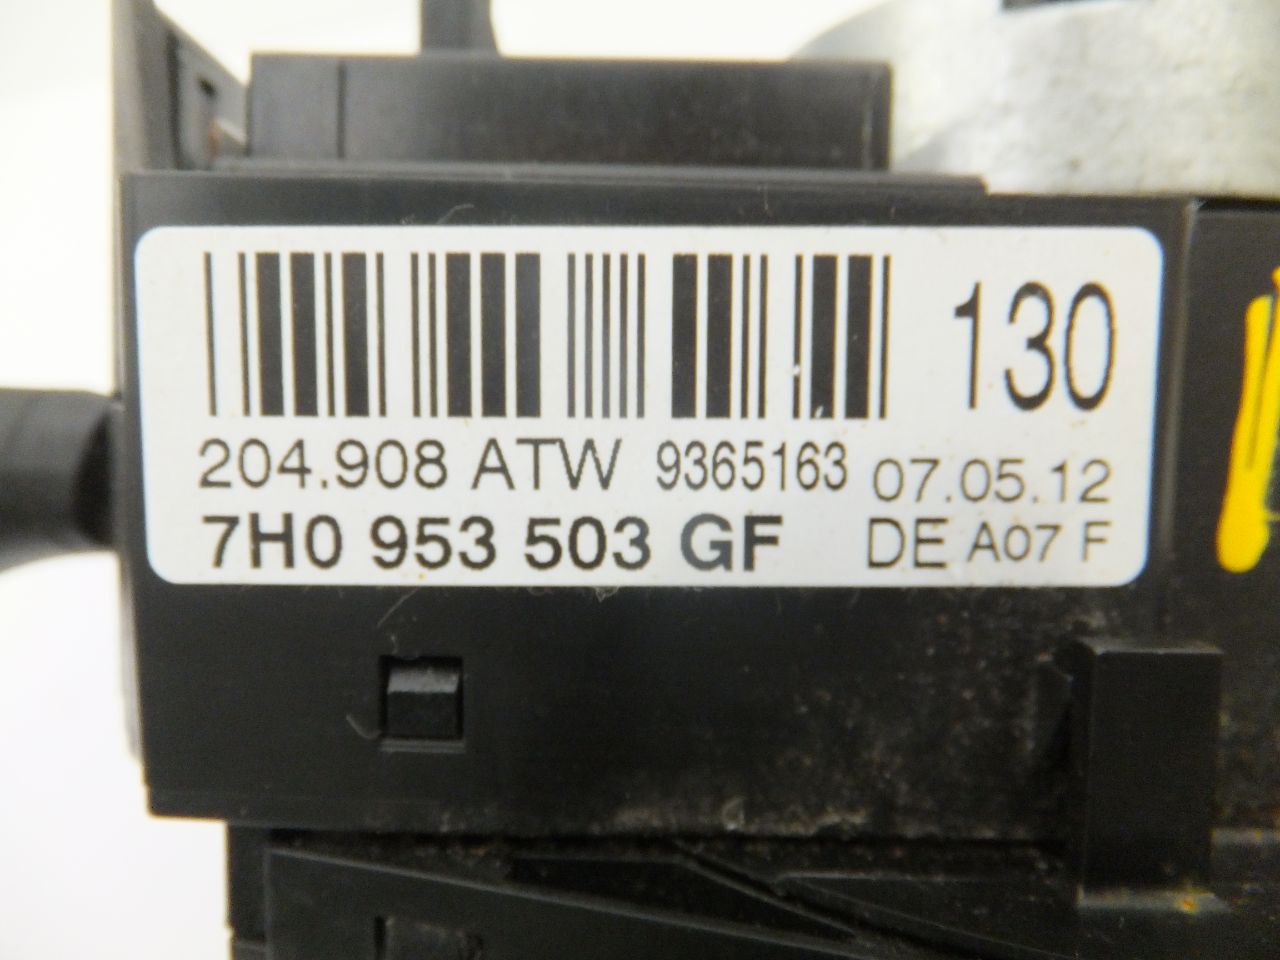 130
204.908 ATW 9365163 07.05.12
7H0 953 503 GF DE A07 F